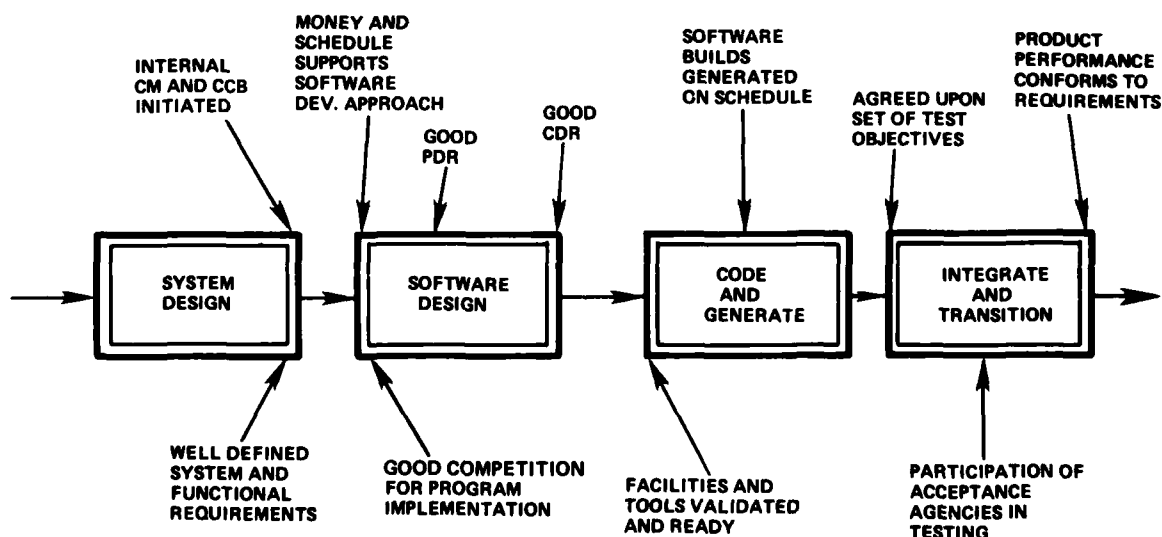 INTERNAL
CM AND CCB
INITIATED
MONEY AND
SCHEDULE
SUPPORTS
SOFTWARE
DEV. APPROACH
GOOD
PDR
GOOD
CDR
SOFTWARE
BUILDS
GENERATED
ON SCHEDULE
AGREED UPON
SET OF TEST
OBJECTIVES
PRODUCT
PERFORMANCE
CONFORMS TO
REQUIREMENTS
SYSTEM
DESIGN
SOFTWARE
DESIGN
CODE
AND
GENERATE
INTEGRATE
AND
TRANSITION
WELL DEFINED
SYSTEM AND
FUNCTIONAL
REQUIREMENTS
GOOD COMPETITION
FOR PROGRAM
IMPLEMENTATION
FACILITIES AND
TOOLS VALIDATED
AND READY
PARTICIPATION OF
ACCEPTANCE
AGENCIES IN
TESTING